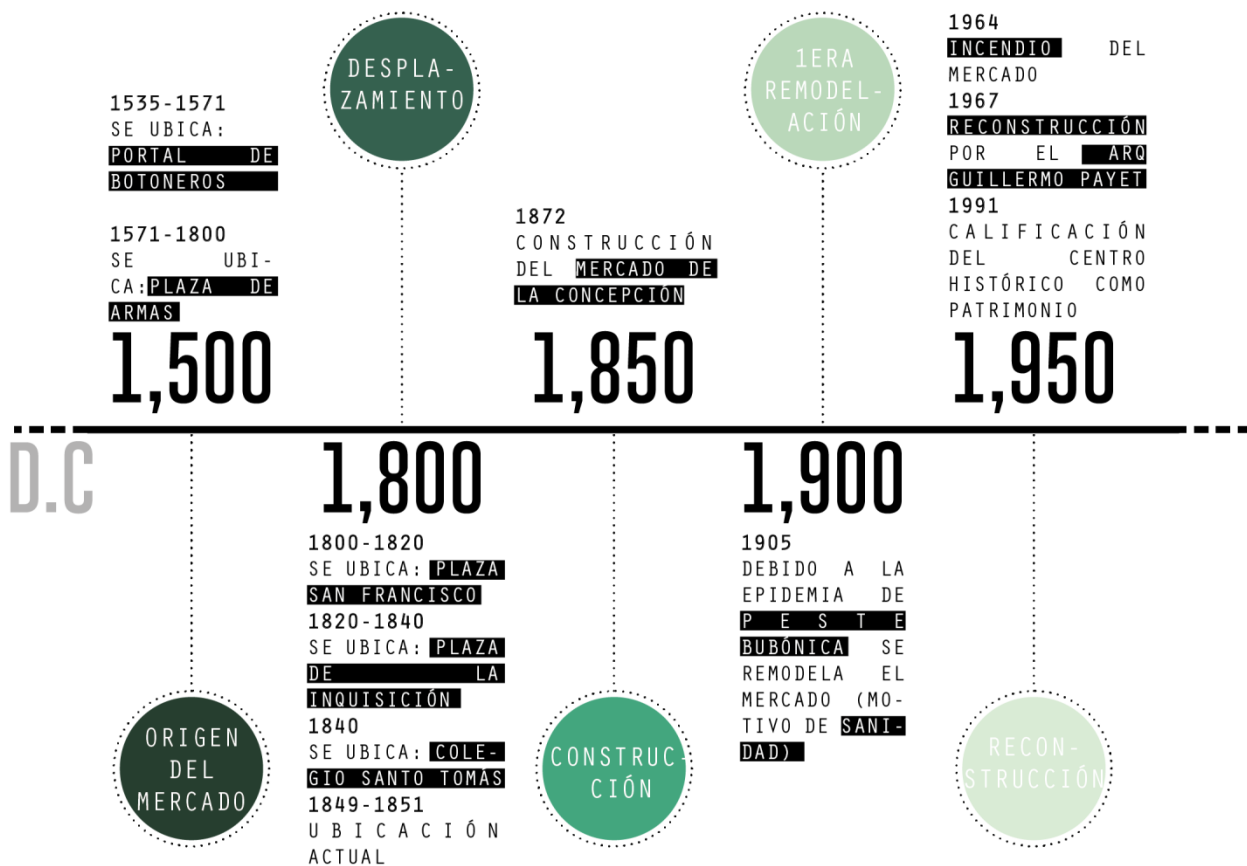 1535-1571
SE UBICA:
PORTAL DE
BOTONEROS
1571-1800
SE UBI-
CA: PLAZA DE
ARMAS
1,500
ORIGEN
DEL
MERCADO
DESPLA-
ZAMIENTO
1,800
1800-1820
SE UBICA: PLAZA
SAN FRANCISCO
1820-1840
SE UBICA: PLAZA
DE LA
INQUISICIÓN
1840
SE UBICA: COLE-
GIO SANTO TOMÁS
1849-1851
UBICACIÓN
ACTUAL
1872
CONSTRUCCIÓN
DEL MERCADO DE
LA CONCEPCIÓN
1,850
CONSTRUC-
CIÓN
1ERA
REMODEL-
ACIÓN
1,900
1905
DEBIDO A LA
EPIDEMIA DE
PESTE
BUBÓNICA SE
REMODELA EL
MERCADO (MO-
TIVO DE SANI-
DAD)
1964
INCENDIO DEL
MERCADO
1967
RECONSTRUCCIÓN
POR EL ARQ
GUILLERMO PAYET
1991
CALIFICACIÓN
DEL CENTRO
HISTÓRICO COMO
PATRIMONIO
1,950
RECON-
STRUCCIÓN
D.C